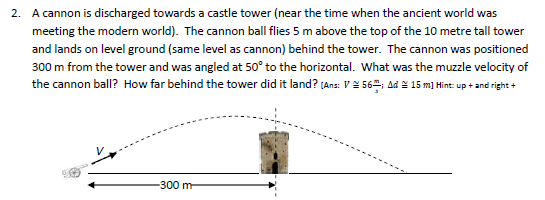 2. A cannon is discharged towards a castle tower (near the time when the ancient world was
meeting the modern world). The cannon ball flies 5 m above the top of the 10 metre tall tower
and lands on level ground (same level as cannon) behind the tower. The cannon was positioned
300 m from the tower and was angled at 50° to the horizontal. What was the muzzle velocity of
the cannon ball? How far behind the tower did it land? [Ans: V ≅ 56 m/s; Δd ≅ 15 m] Hint: up + and right +
V
300 m